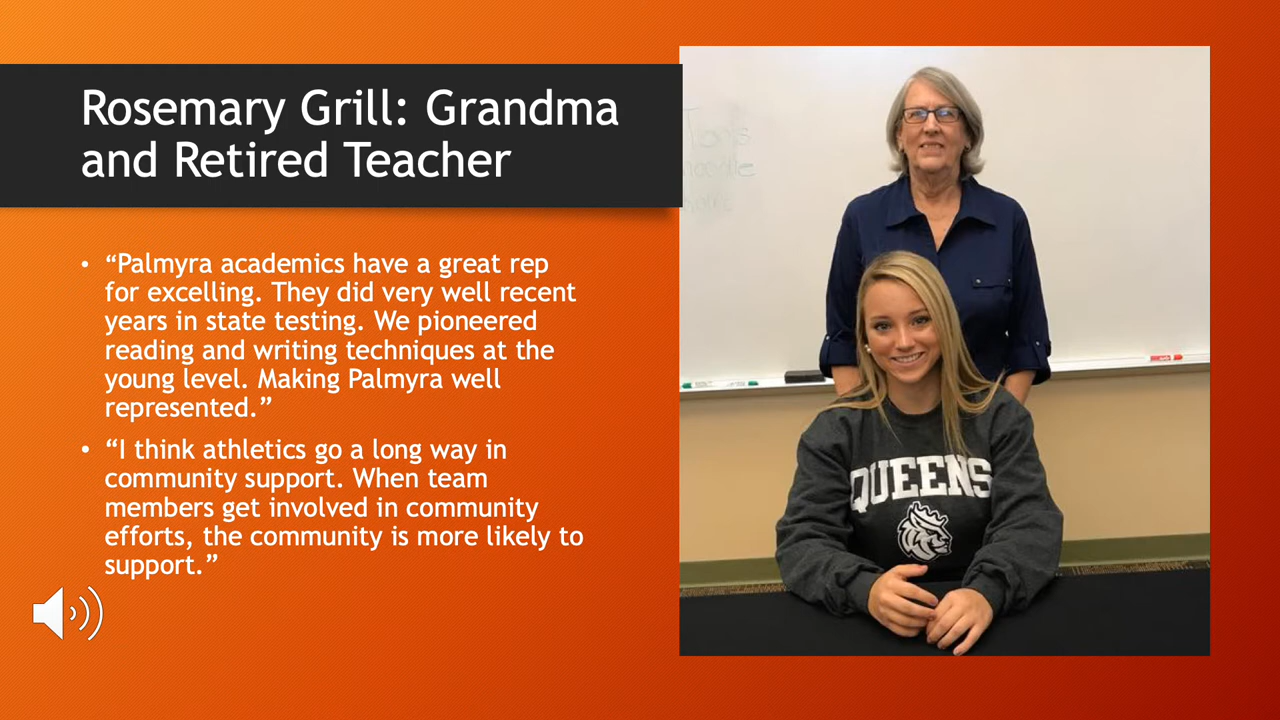 Rosemary Grill: Grandma
and Retired Teacher
• “Palmyra academics have a great rep
for excelling. They did very well recent
years in state testing. We pioneered
reading and writing techniques at the
young level. Making Palmyra well
represented.”
• “I think athletics go a long way in
community support. When team
members get involved in community
efforts, the community is more likely to
support.”
QUEENS